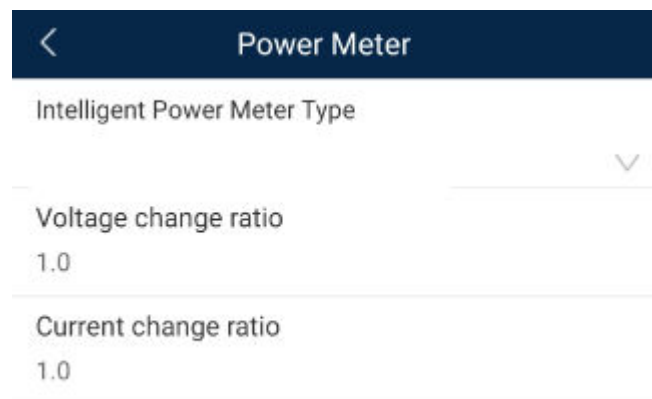 Power Meter
Intelligent Power Meter Type
Voltage change ratio
1.0
Current change ratio
1.0